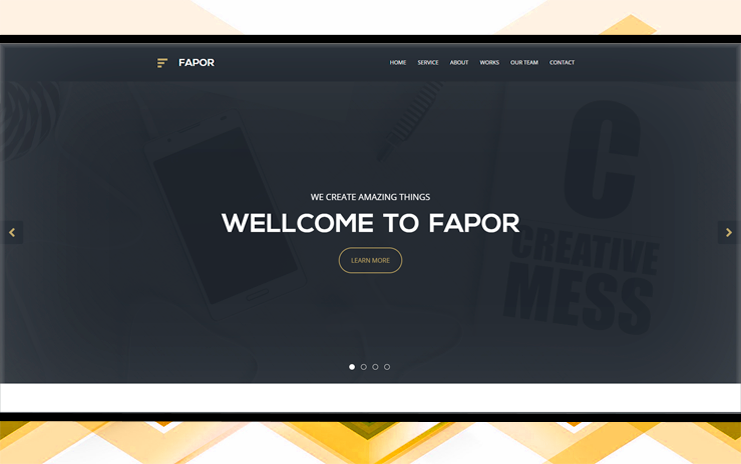 FAPOR
HOME SERVICE ABOUT WORKS OUR TEAM CONTACT
WE CREATE AMAZING THINGS
WELLCOME TO FAPOR
LEARN MORE
C
CREATIVE
MESS